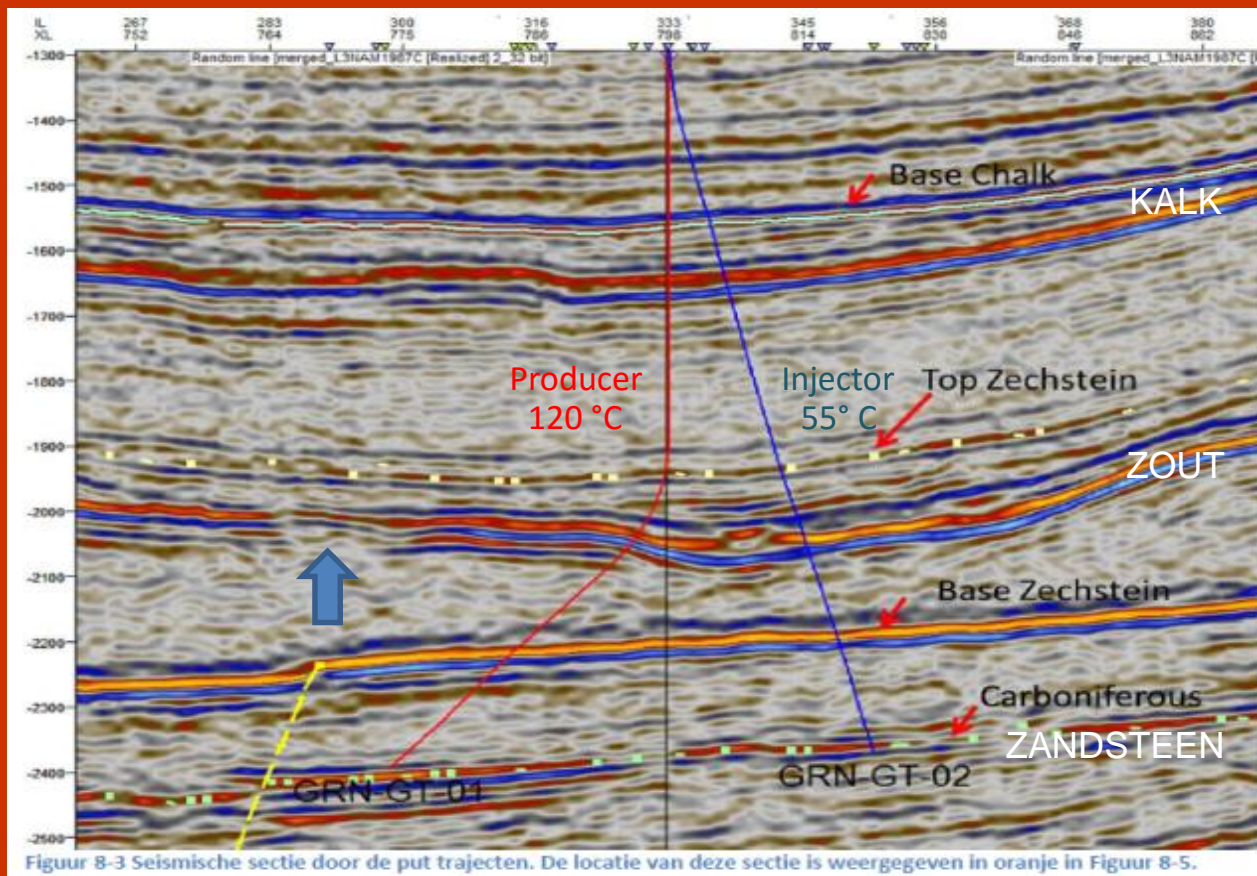 IL 267 283 300 316 333 345 356 368 380
XL 752 764 775 786 798 814 830 846 862
Random line [merged_L3NAM1987C [Realized] 2_32 bit]
Random line [merged_L3NAM1987C [
-1300
-1400
-1500
-1600
-1700
-1800
-1900
-2000
-2100
-2200
-2300
-2400
-2500
Base Chalk
KALK
Producer
120 °C
Injector
55° C
Top Zechstein
ZOUT
Base Zechstein
Carboniferous
ZANDSTEEN
GRN-GT-01
GRN-GT-02
Figuur 8-3 Seismische sectie door de put trajecten. De locatie van deze sectie is weergegeven in oranje in Figuur 8-5.